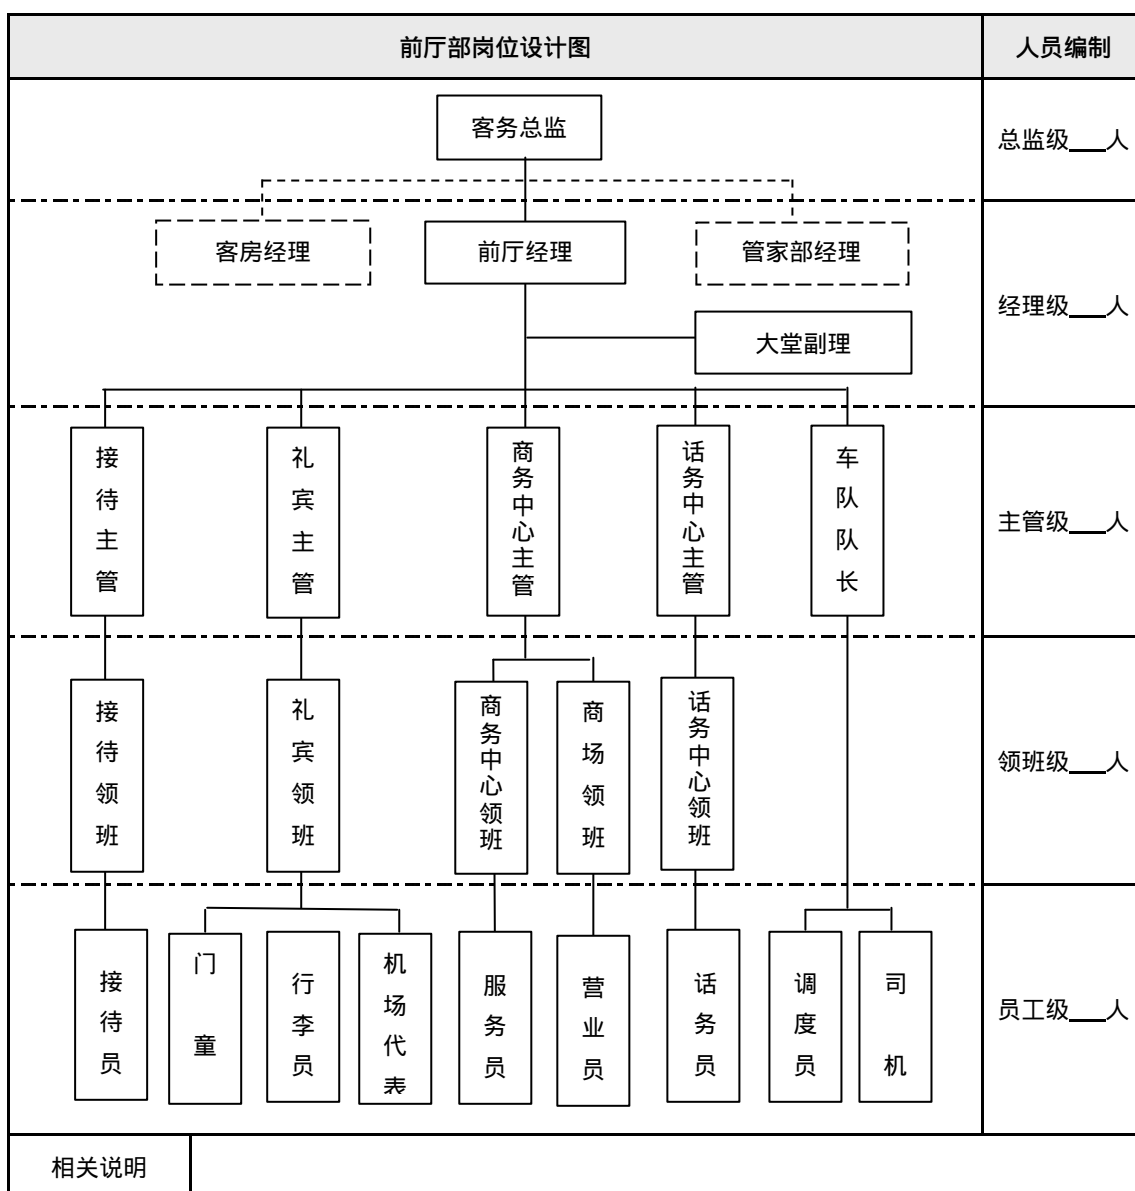 前厅部岗位设计图
人员编制
客务总监
总监级___人
客房经理
前厅经理
管家部经理
大堂副理
经理级___人
接待主管
礼宾主管
商务中心主管
话务中心主管
车队队长
主管级___人
接待领班
礼宾领班
商务中心领班
商场领班
话务中心领班
领班级___人
接待员
门童
行李员
机场代表
服务员
营业员
话务员
调度员
司机
员工级___人
相关说明